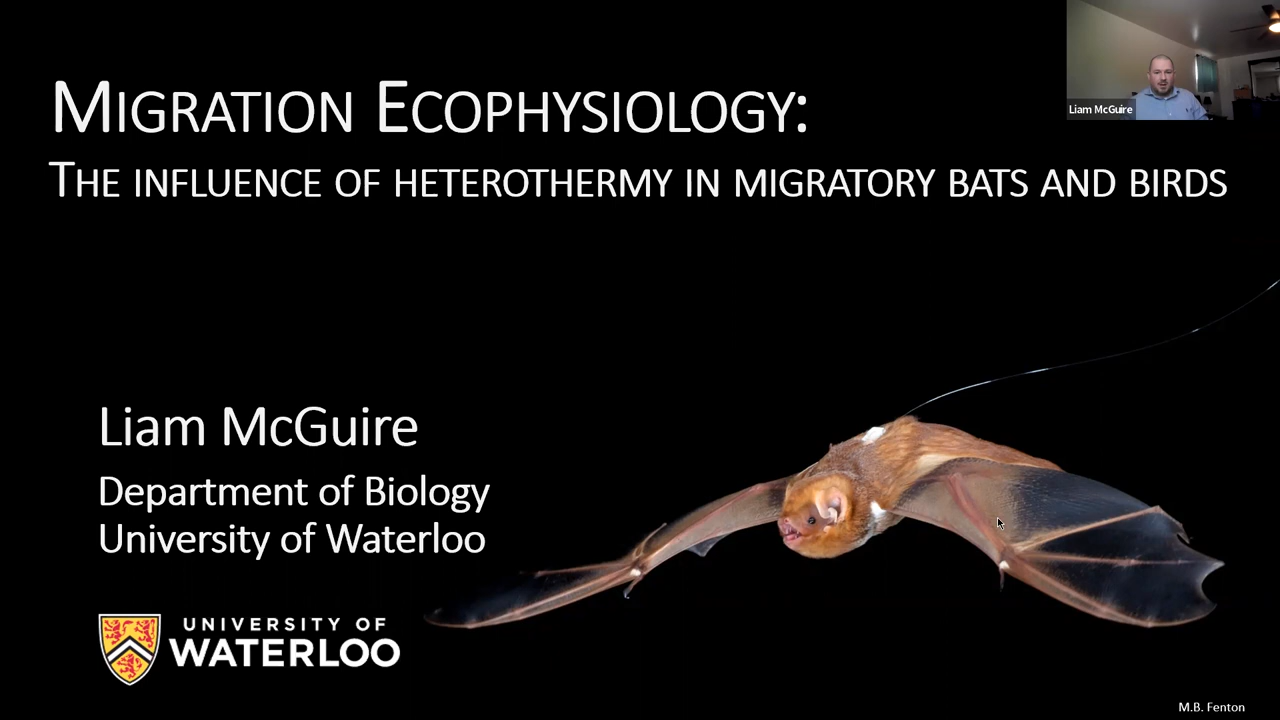 MIGRATION ECOPHYSIOLOGY:
THE INFLUENCE OF HETEROTHERMY IN MIGRATORY BATS AND BIRDS
Liam McGuire
Liam McGuire
Department of Biology
University of Waterloo
UNIVERSITY OF
WATERLOO
M.B. Fenton